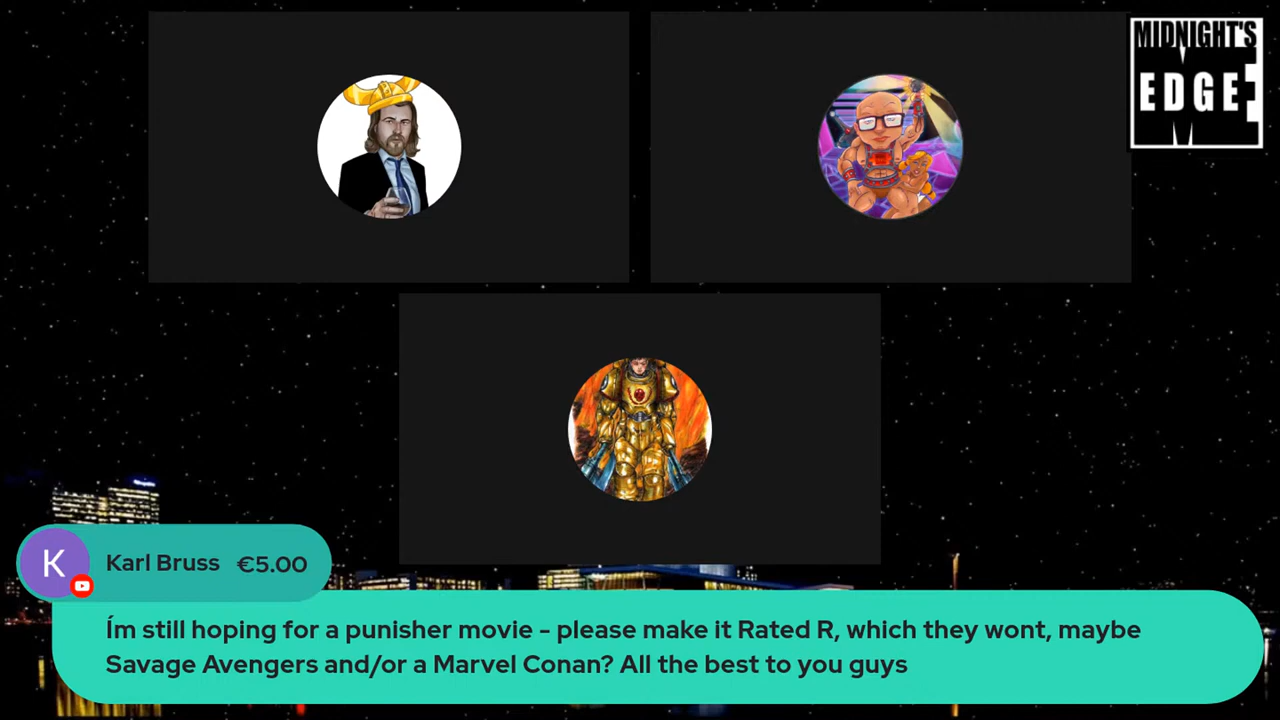 MIDNIGHT'S
EDGE
K
Karl Bruss €5.00
Ím still hoping for a punisher movie - please make it Rated R, which they wont, maybe
Savage Avengers and/or a Marvel Conan? All the best to you guys